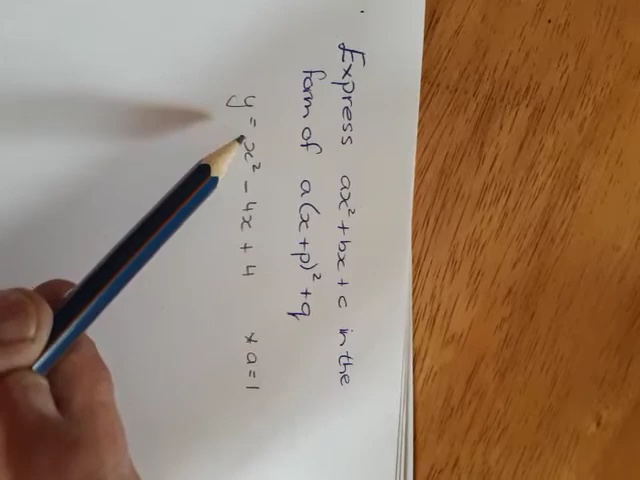 Express ax² + bx + c in the
form of a(x+p)² + q
y = x² - 4x + 4 * a = 1